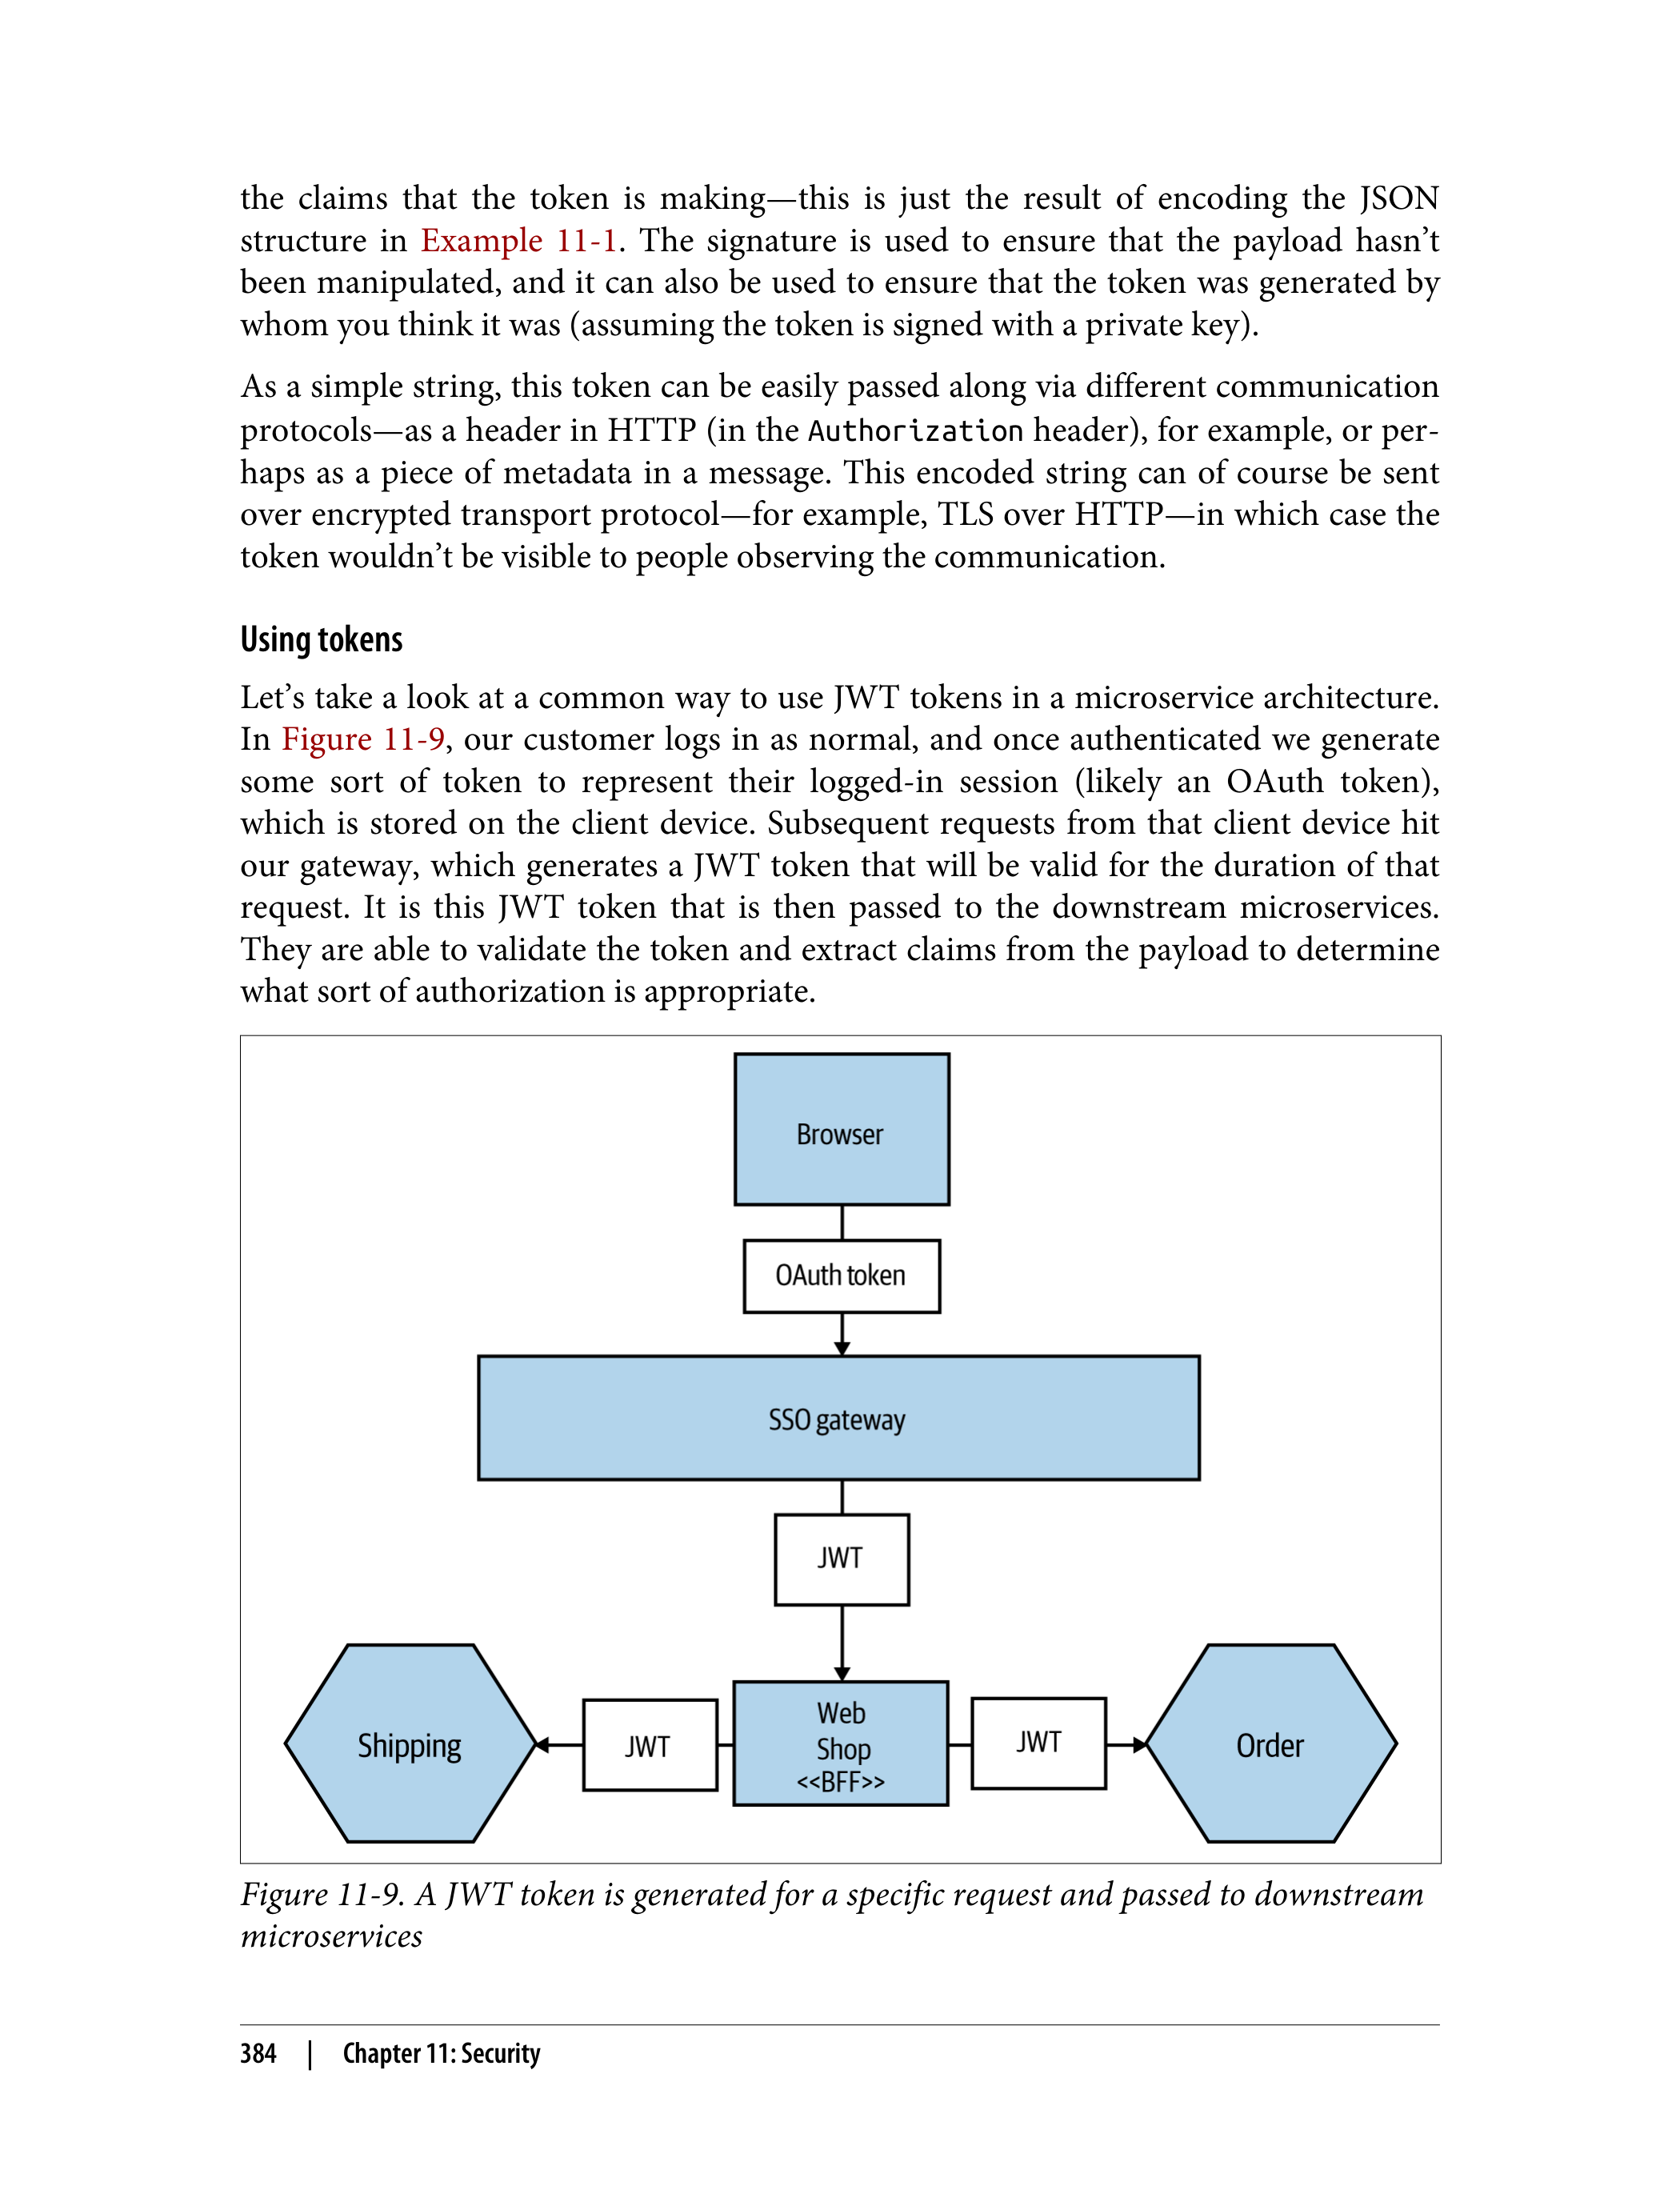 the claims that the token is making—this is just the result of encoding the JSON
structure in Example 11-1. The signature is used to ensure that the payload hasn’t
been manipulated, and it can also be used to ensure that the token was generated by
whom you think it was (assuming the token is signed with a private key).
As a simple string, this token can be easily passed along via different communication
protocols—as a header in HTTP (in the Authorization header), for example, or per-
haps as a piece of metadata in a message. This encoded string can of course be sent
over encrypted transport protocol—for example, TLS over HTTP—in which case the
token wouldn’t be visible to people observing the communication.
Using tokens
Let’s take a look at a common way to use JWT tokens in a microservice architecture.
In Figure 11-9, our customer logs in as normal, and once authenticated we generate
some sort of token to represent their logged-in session (likely an OAuth token),
which is stored on the client device. Subsequent requests from that client device hit
our gateway, which generates a JWT token that will be valid for the duration of that
request. It is this JWT token that is then passed to the downstream microservices.
They are able to validate the token and extract claims from the payload to determine
what sort of authorization is appropriate.
Browser
OAuth token
SSO gateway
JWT
Shipping
JWT
Web
Shop
<<BFF>>
JWT
Order
Figure 11-9. A JWT token is generated for a specific request and passed to downstream
microservices
384 | Chapter 11: Security